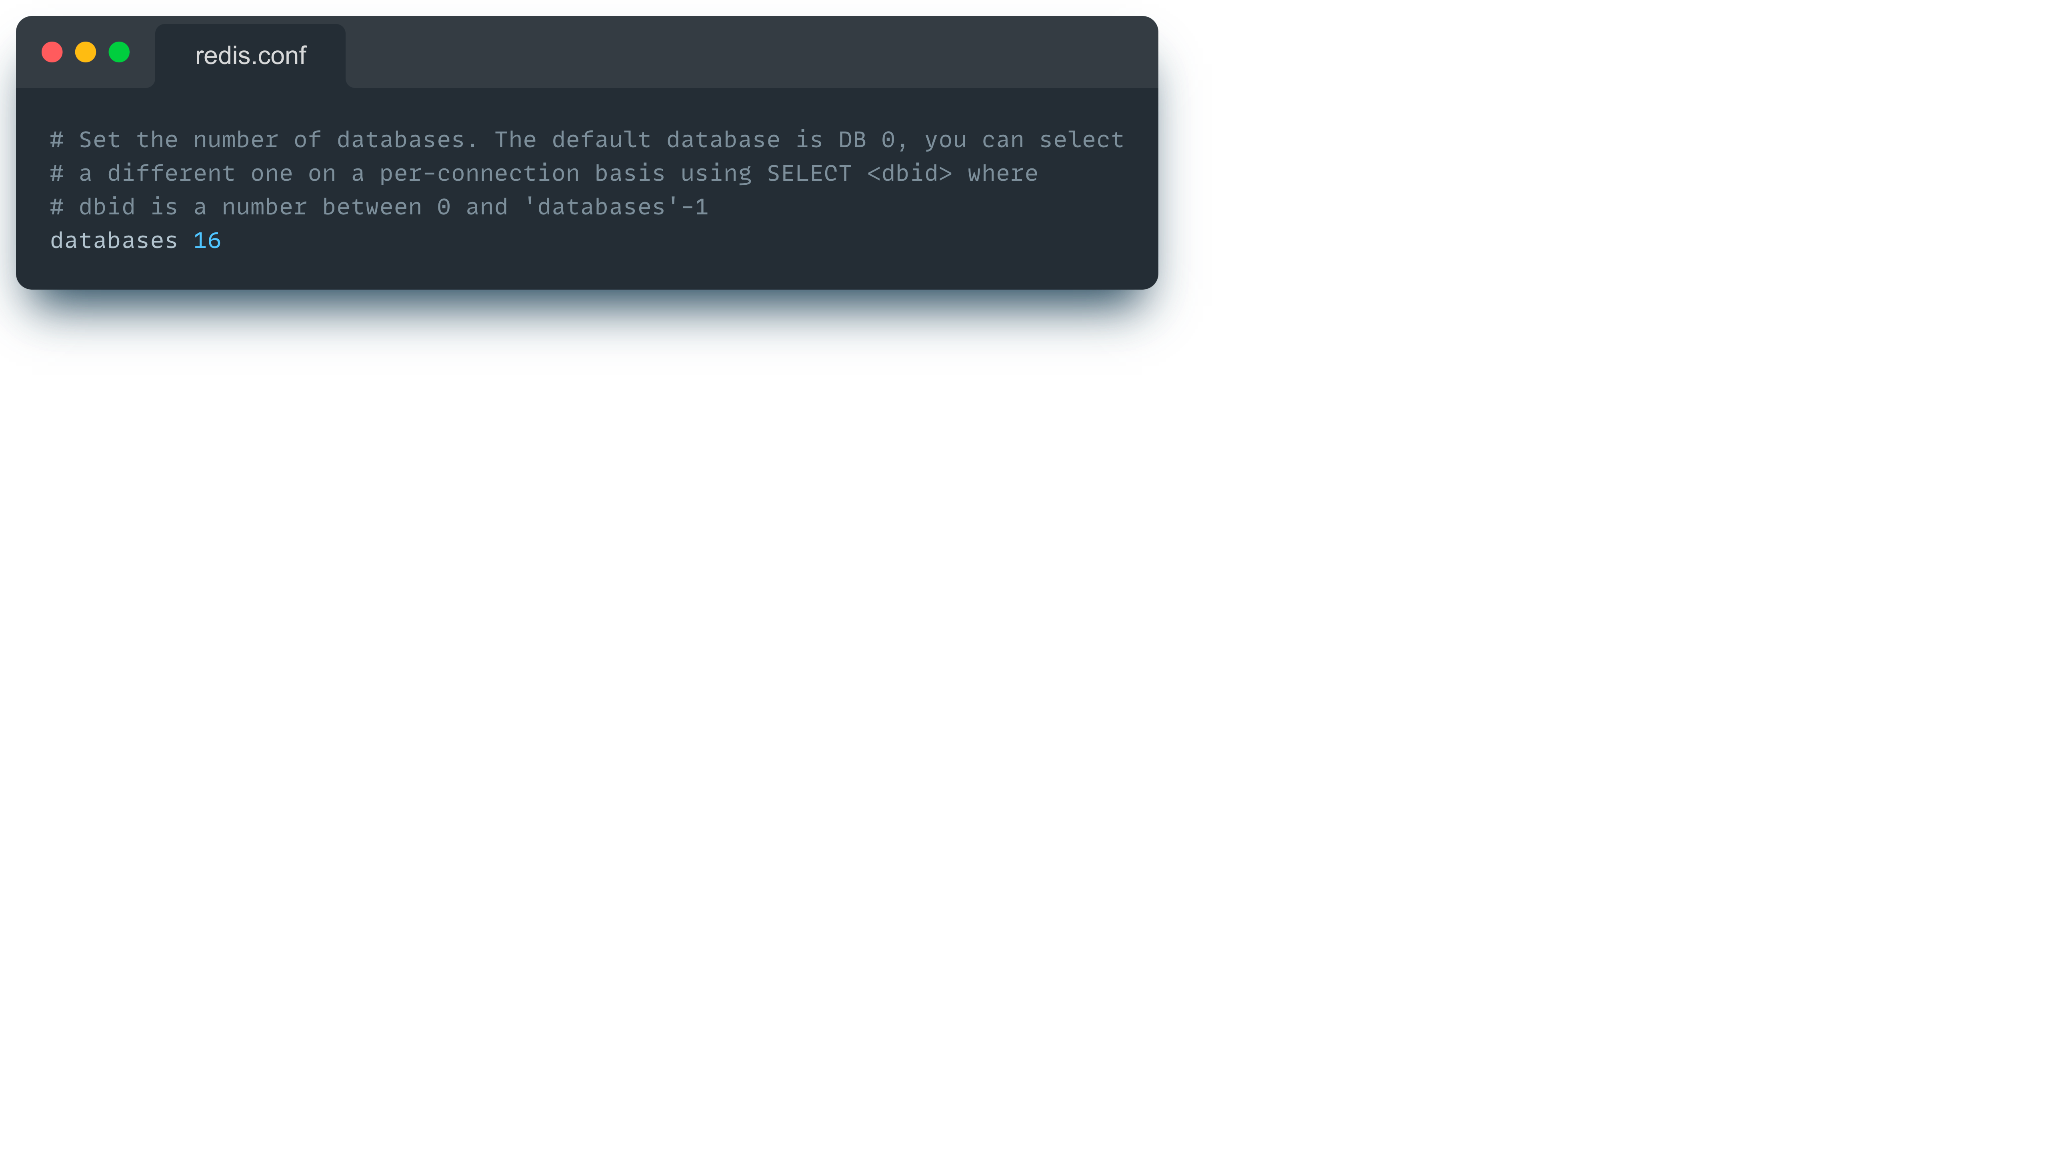 redis.conf
# Set the number of databases. The default database is DB 0, you can select
# a different one on a per-connection basis using SELECT <dbid> where
# dbid is a number between 0 and 'databases'-1
databases 16